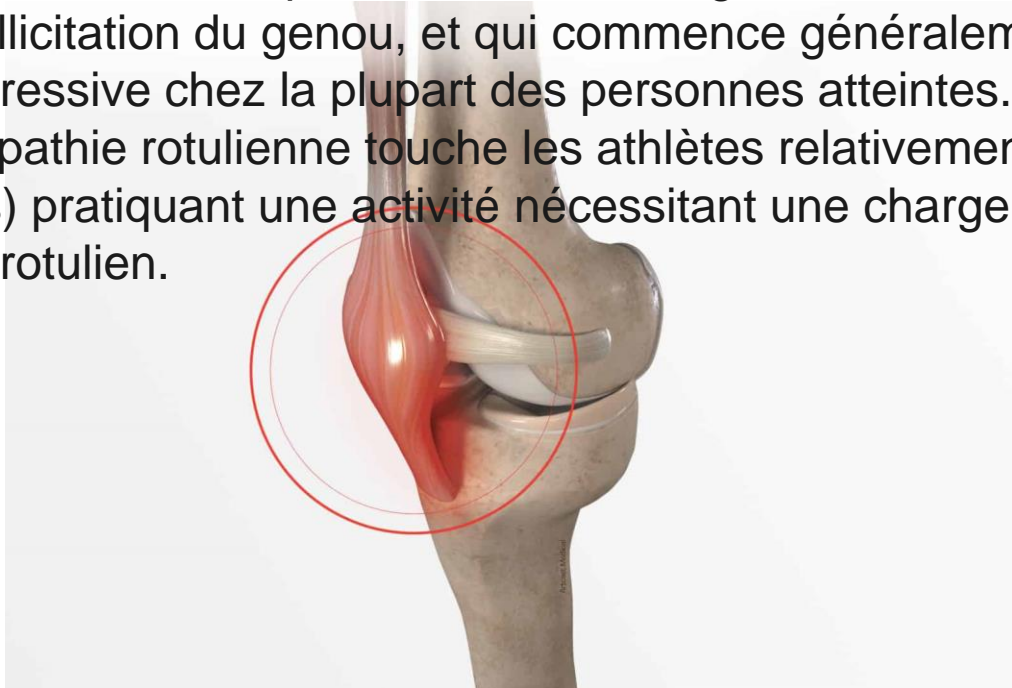 llicitation du genou, et qui commence généralem
ressive chez la plupart des personnes atteintes.
pathie rotulienne touche les athlètes relativemen
) pratiquant une activité nécessitant une charge
rotulien.